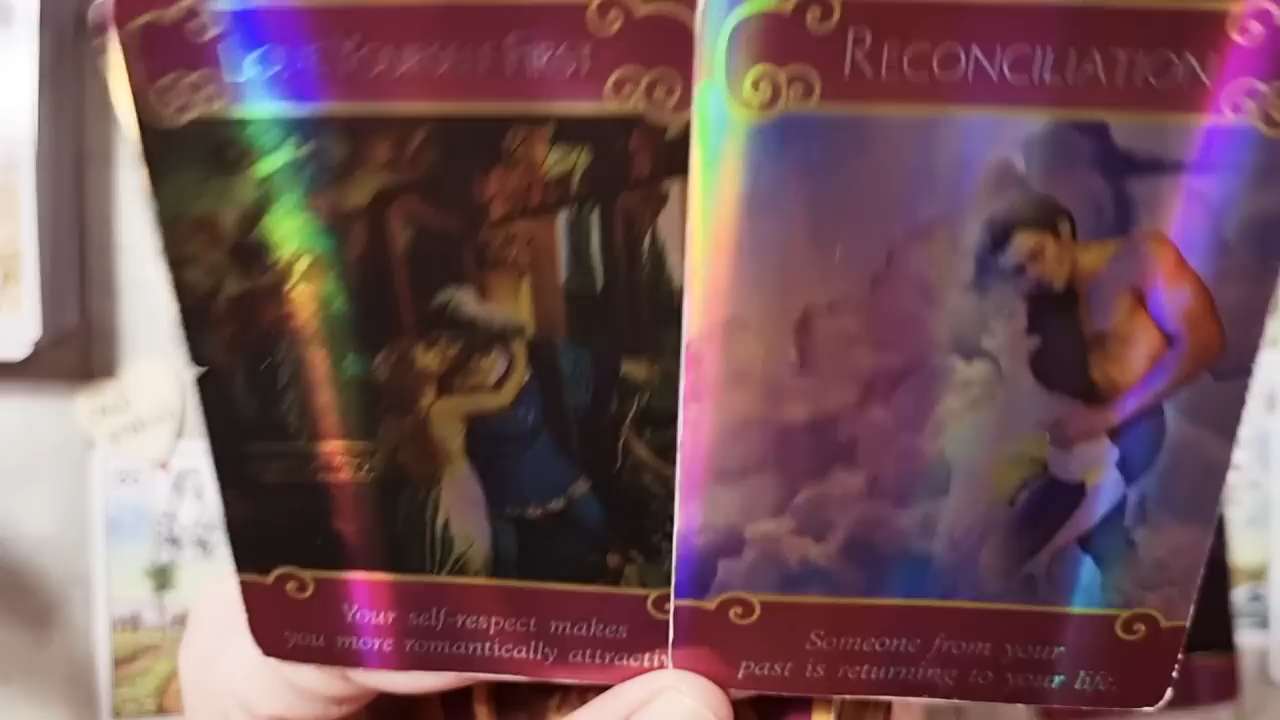 Love Yourself First
Your self-respect makes
you more romantically attractiv
RECONCILIATION
Someone from your
past is returning to your life.